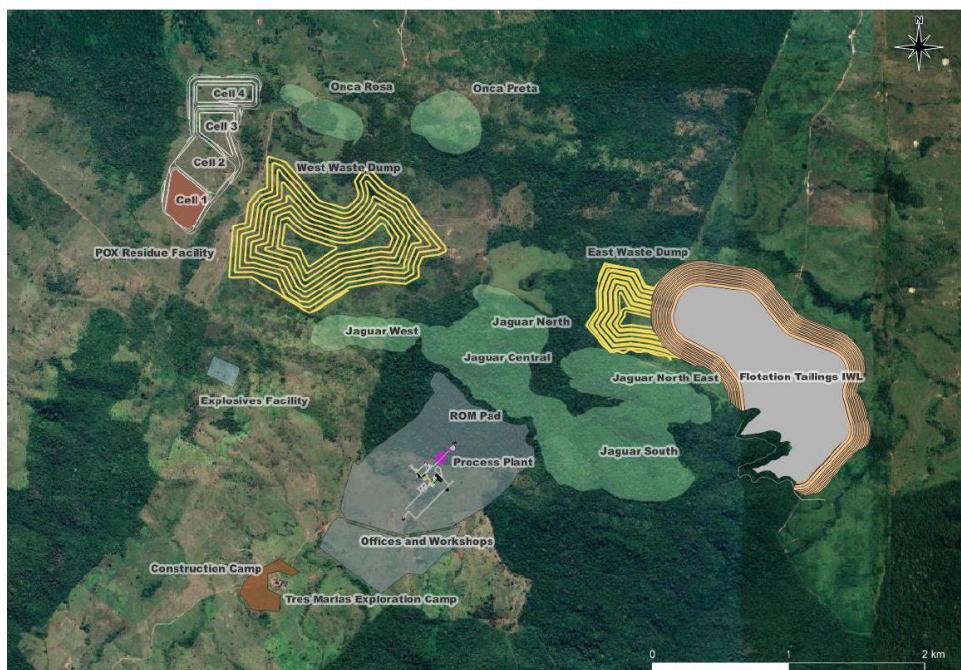 N
Onca Rosa
Onca Preta
Cell 4
Cell 3
Cell 2
Cell 1
West Waste Dump
POX Residue Facility
East Waste Dump
Jaguar West
Jaguar North
Jaguar Central
Jaguar North East
Flotation Tailings IWL
Explosives Facility
ROM Pad
Jaguar South
Process Plant
Offices and Workshops
Construction Camp
Tres Marias Exploration Camp
0
1
2 km